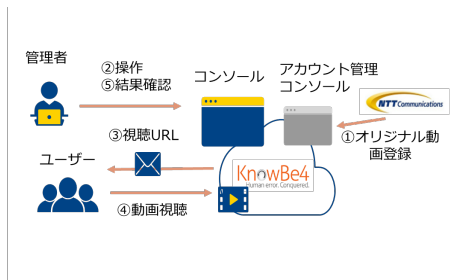 管理者
②操作
⑤結果確認
コンソール
アカウント管理
コンソール
NTT Communications
①オリジナル動
画登録
③視聴URL
ユーザー
KnowBe4
Human error. Conquered.
④動画視聴